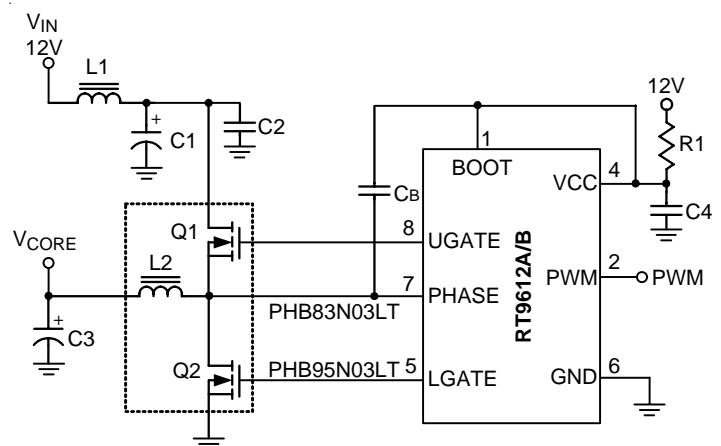 VIN
12V
L1
C1
C2
12V
R1
1
BOOT
VCC
4
C4
CB
VCORE
Q1
8
UGATE
L2
7
PHASE
RT9612A/B
PWM
2
PWM
PHB83N03LT
C3
Q2
PHB95N03LT
5
LGATE
GND
6